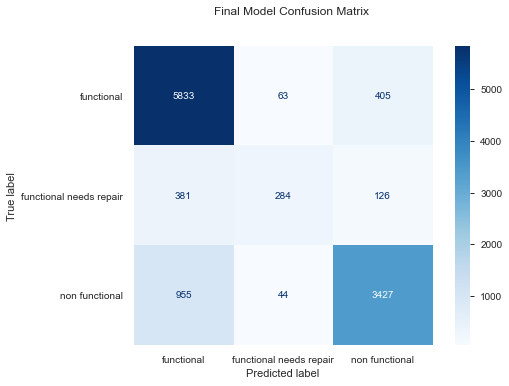 Final Model Confusion Matrix
functional
5833
63
405
functional needs repair
381
284
126
non functional
955
44
3427
functional
functional needs repair
non functional
True label
Predicted label
5000
4000
3000
2000
1000